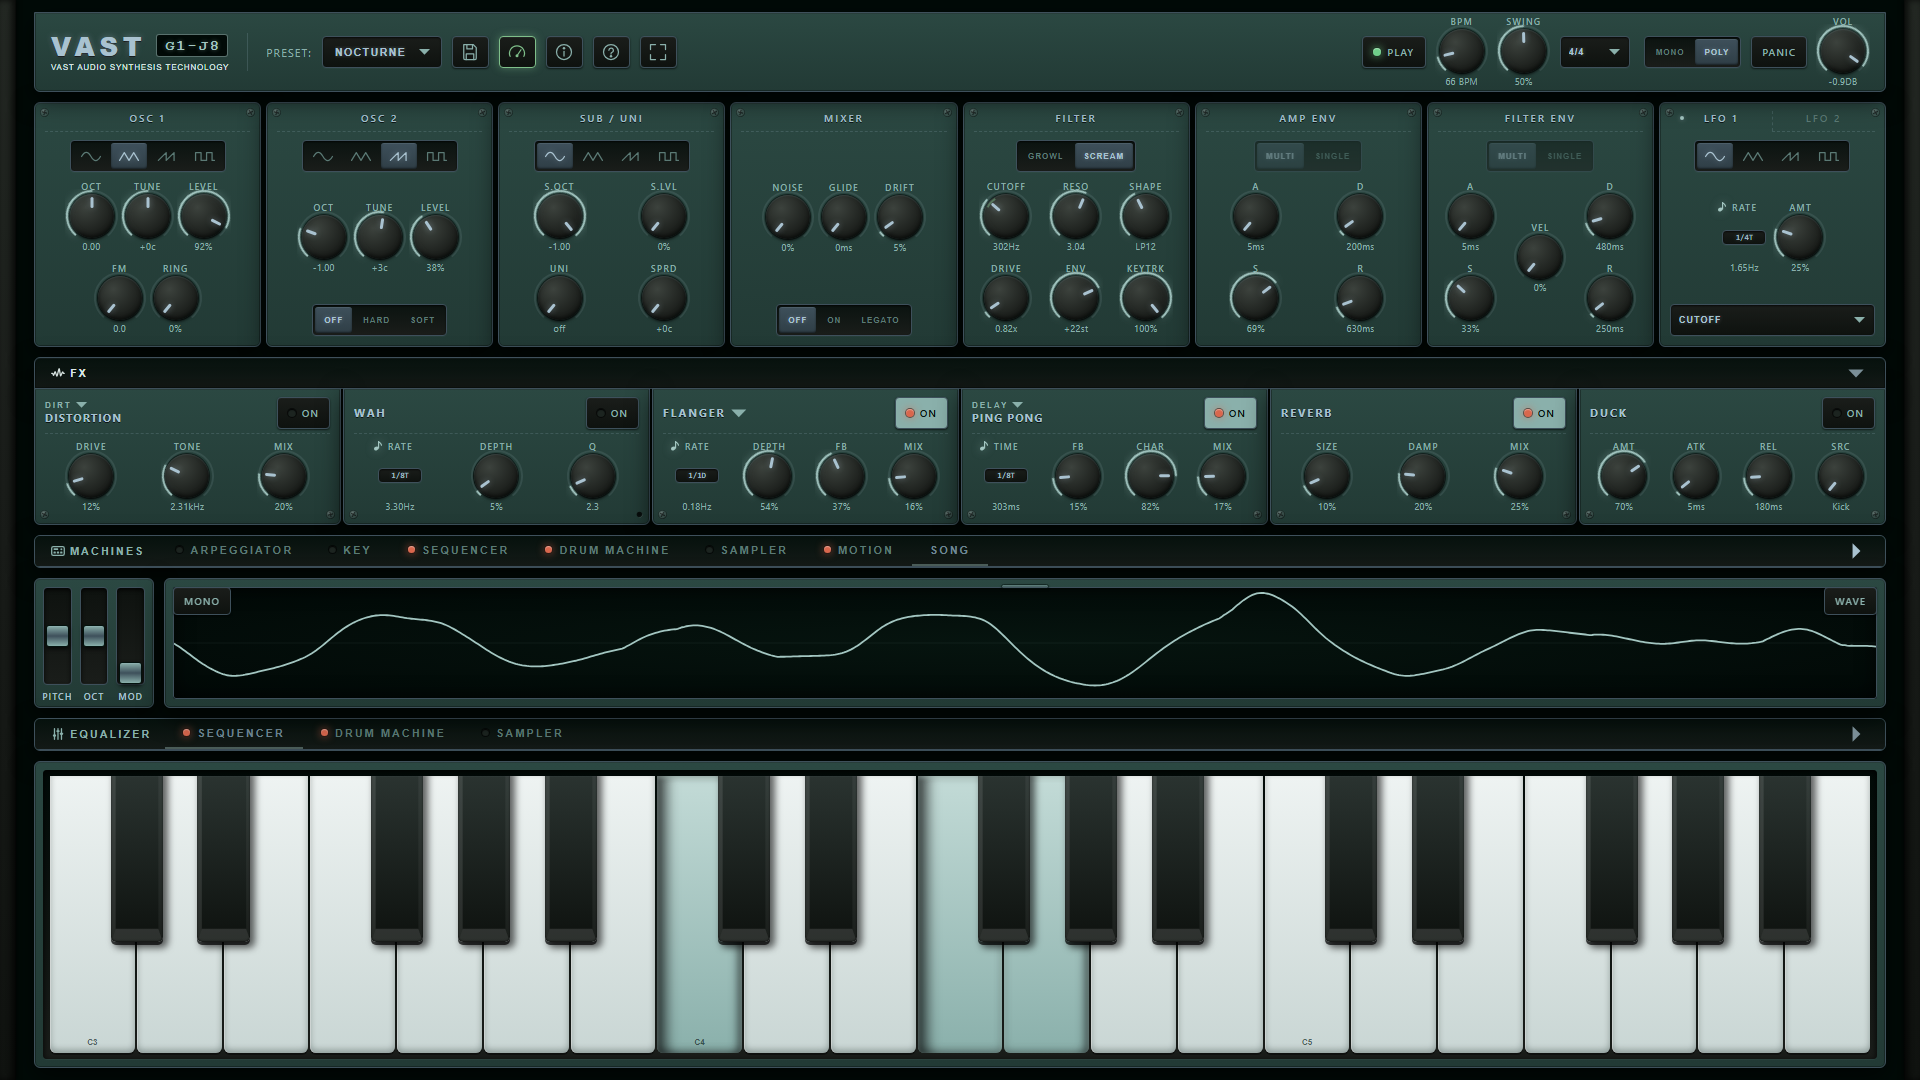 VAST G1-J8
VAST AUDIO SYNTHESIS TECHNOLOGY
PRESET: NOCTURNE
PLAY
BPM
66 BPM
SWING
50%
4/4
MONO POLY
PANIC
VOL
-0.9DB
OSC 1
OCT TUNE LEVEL
0.00 +0c 92%
FM RING
0.0 0%
OSC 2
OCT TUNE LEVEL
-1.00 +3c 38%
OFF HARD SOFT
SUB / UNI
S.OCT S.LVL
-1.00 0%
UNI SPRD
off +0c
MIXER
NOISE GLIDE DRIFT
0% 0ms 5%
OFF ON LEGATO
FILTER
GROWL SCREAM
CUTOFF RESO SHAPE
302Hz 3.04 LP12
DRIVE ENV KEYTRK
0.82x +22st 100%
AMP ENV
MULTI SINGLE
A D
5ms 200ms
S R
69% 630ms
FILTER ENV
MULTI SINGLE
A D
5ms 480ms
VEL
0%
S R
33% 250ms
LFO 1 LFO 2
RATE AMT
1/4T
1.65Hz 25%
CUTOFF
FX
DIRT
DISTORTION ON
DRIVE TONE MIX
12% 2.31kHz 20%
WAH ON
RATE DEPTH Q
1/8T
3.30Hz 5% 2.3
FLANGER ON
RATE DEPTH FB MIX
1/1D
0.18Hz 54% 37% 16%
DELAY
PING PONG ON
TIME FB CHAR MIX
1/8T
303ms 15% 82% 17%
REVERB ON
SIZE DAMP MIX
10% 20% 25%
DUCK ON
AMT ATK REL SRC
70% 5ms 180ms Kick
MACHINES ARPEGGIATOR KEY SEQUENCER DRUM MACHINE SAMPLER MOTION SONG
PITCH OCT MOD
MONO WAVE
EQUALIZER SEQUENCER DRUM MACHINE SAMPLER
C3 C4 C5